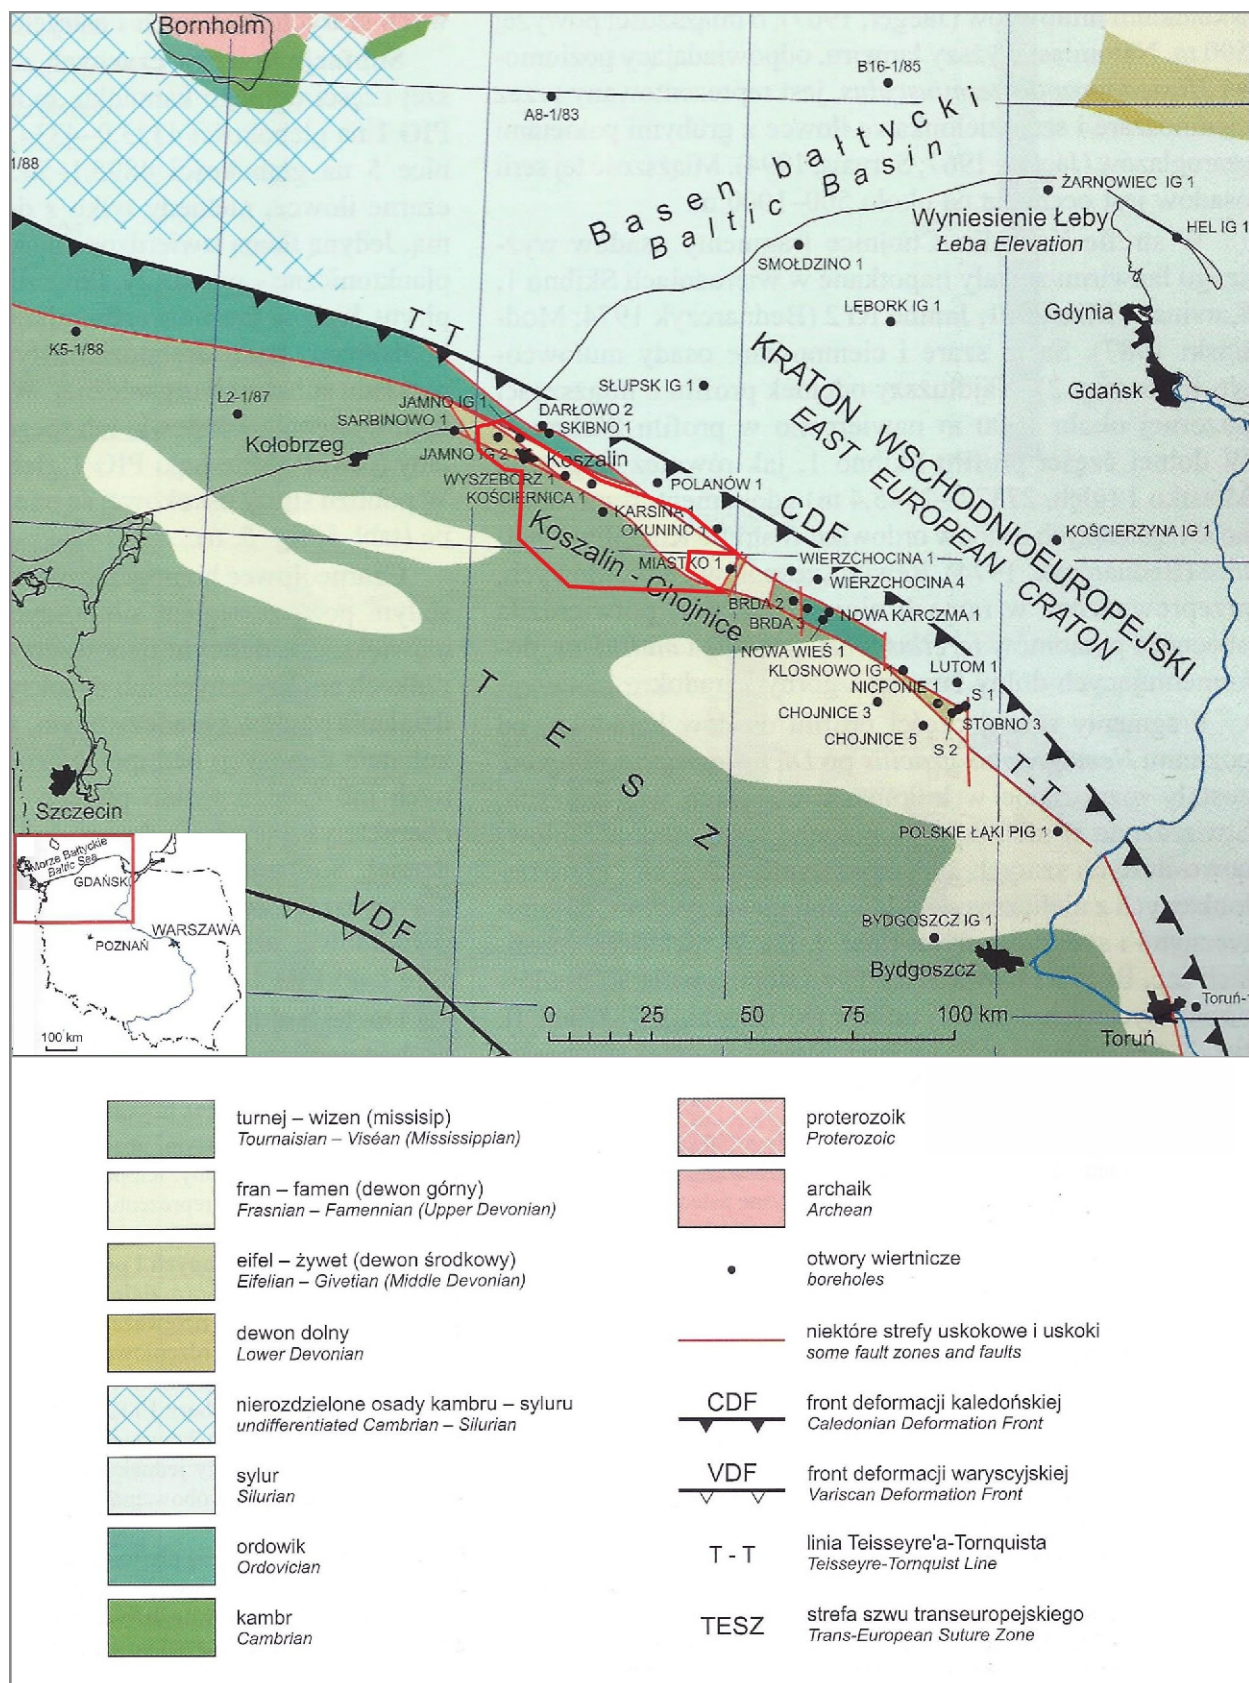 Bornholm
A8-1/83
B16-1/85
1/88
Basen bałtycki
Baltic Basin
ŻARNOWIEC IG 1
Wyniesienie Łeby
Łeba Elevation
HEL IG 1
SMOŁDZINO 1
LĘBORK IG 1
Gdynia
Gdańsk
T - T
K5-1/88
SŁUPSK IG 1
KRATON WSCHODNIOEUROPEJSKI
EAST EUROPEAN CRATON
L2-1/87
JAMNO IG 1
SARBINOWO 1
DARŁOWO 2
SKIBNO 1
Kołobrzeg
JAMNO IG 2
Koszalin
WYSZEBÓRZ 1
KOŚCIERNICA 1
POLANÓW 1
KARSINA 1
OKUNINO 1
CDF
KOŚCIERZYNA IG 1
Koszalin - Chojnice
MIASTKO 1
WIERZCHOCINA 1
WIERZCHOCINA 4
BRDA 2
BRDA 3
NOWA KARCZMA 1
NOWA WIEŚ 1
KLOSNOWO IG 1
LUTOM 1
NICPONIE 1
S 1
CHOJNICE 3
STOBNO 3
CHOJNICE 5
S 2
T E S Z
T - T
Szczecin
POLSKIE ŁĄKI PIG 1
Morze Bałtyckie
Baltic Sea
GDAŃSK
POZNAŃ
WARSZAWA
100 km
VDF
BYDGOSZCZ IG 1
Bydgoszcz
0 25 50 75 100 km
Toruń-
Toruń
turnej – wizen (missisip)
Tournaisian – Viséan (Mississippian)
fran – famen (dewon górny)
Frasnian – Famennian (Upper Devonian)
eifel – żywet (dewon środkowy)
Eifelian – Givetian (Middle Devonian)
dewon dolny
Lower Devonian
nierozdzielone osady kambru – syluru
undifferentiated Cambrian – Silurian
sylur
Silurian
ordowik
Ordovician
kambr
Cambrian
proterozoik
Proterozoic
archaik
Archean
otwory wiertnicze
boreholes
niektóre strefy uskokowe i uskoki
some fault zones and faults
CDF
front deformacji kaledońskiej
Caledonian Deformation Front
VDF
front deformacji waryscyjskiej
Variscan Deformation Front
T - T
linia Teisseyre'a-Tornquista
Teisseyre-Tornquist Line
TESZ
strefa szwu transeuropejskiego
Trans-European Suture Zone